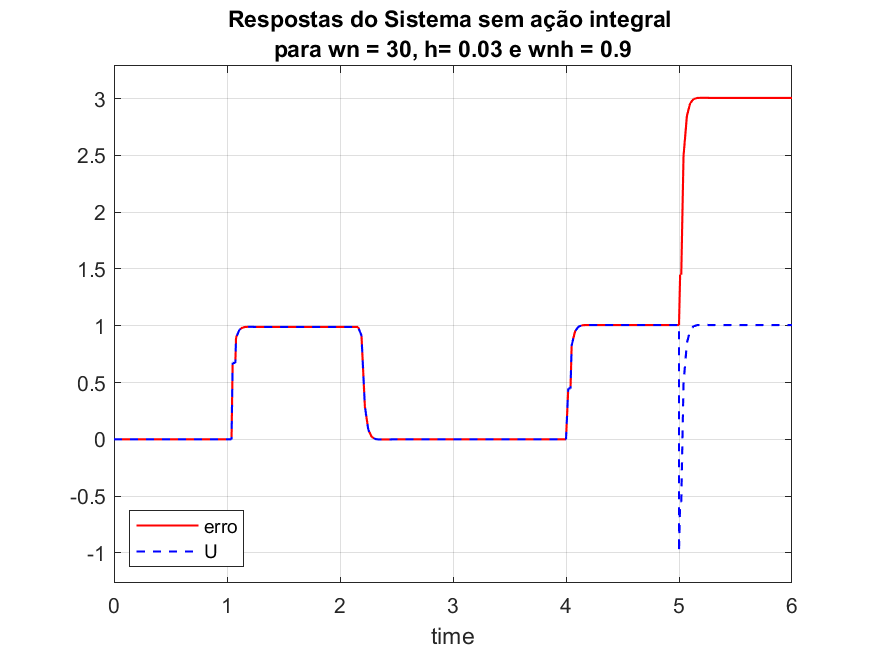 Respostas do Sistema sem ação integral
para wn = 30, h= 0.03 e wnh = 0.9
3
2.5
2
1.5
1
0.5
0
-0.5
-1
erro
U
0 1 2 3 4 5 6
time